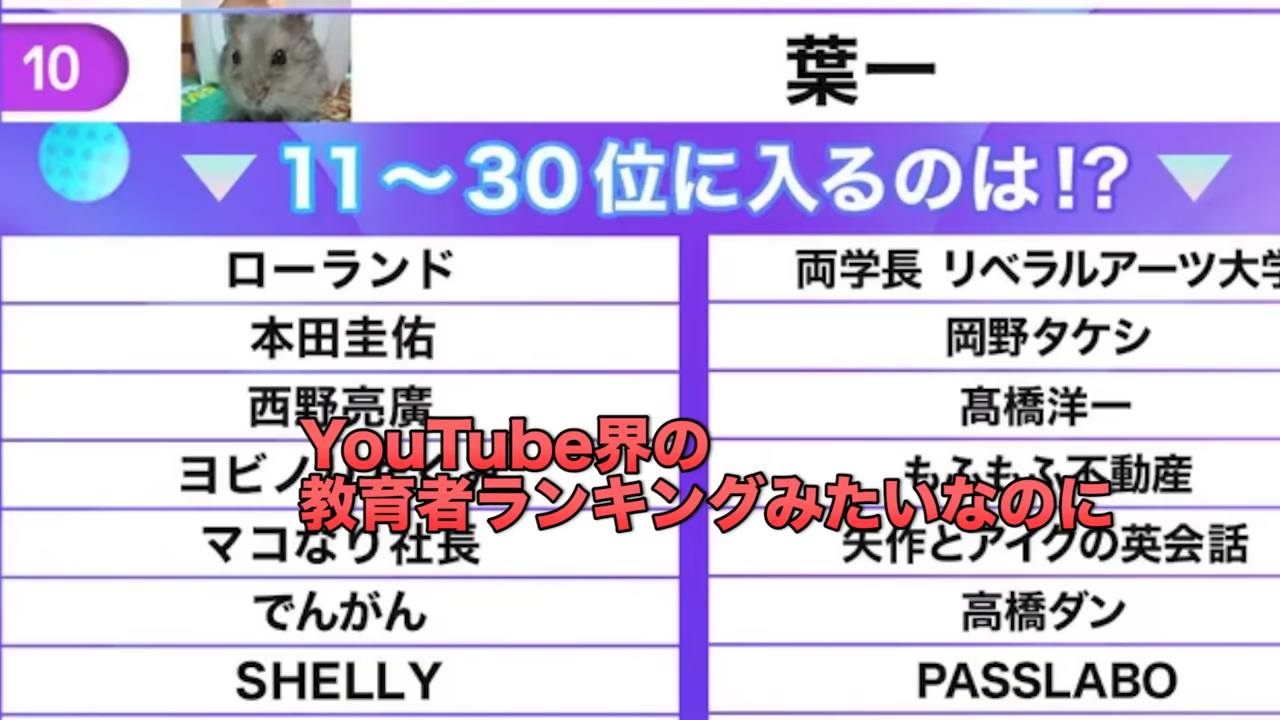 10
葉一
11～30位に入るのは!?
ローランド
両学長 リベラルアーツ大学
本田圭佑
岡野タケシ
西野亮廣
髙橋洋一
YouTube界の
教育者ランキングみたいなのに
ヨビノ
もふもふ不動産
マコなり社長
矢作とアイクの英会話
でんがん
高橋ダン
SHELLY
PASSLABO